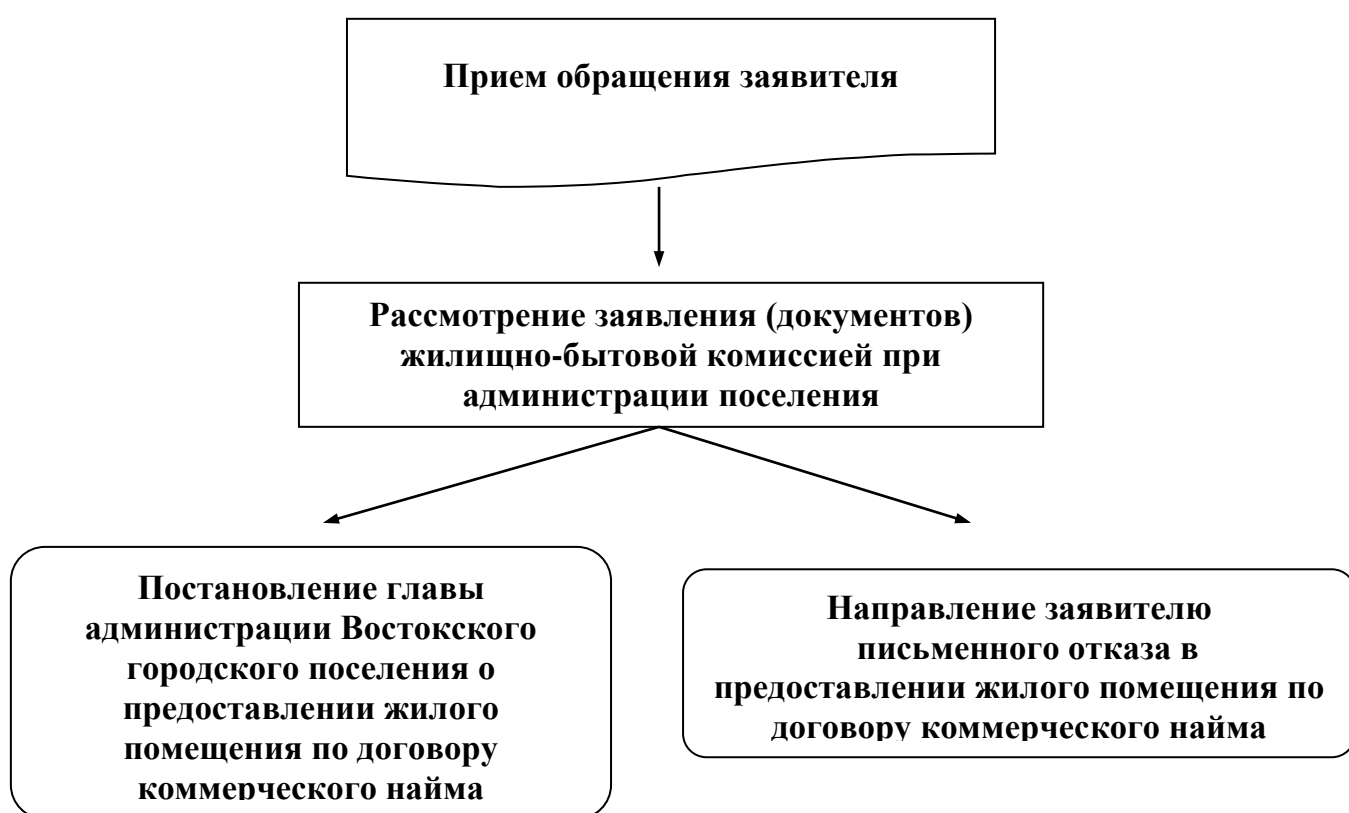 Прием обращения заявителя
Рассмотрение заявления (документов)
жилищно-бытовой комиссией при
администрации поселения
Постановление главы
администрации Востокского
городского поселения о
предоставлении жилого
помещения по договору
коммерческого найма
Направление заявителю
письменного отказа в
предоставлении жилого помещения по
договору коммерческого найма